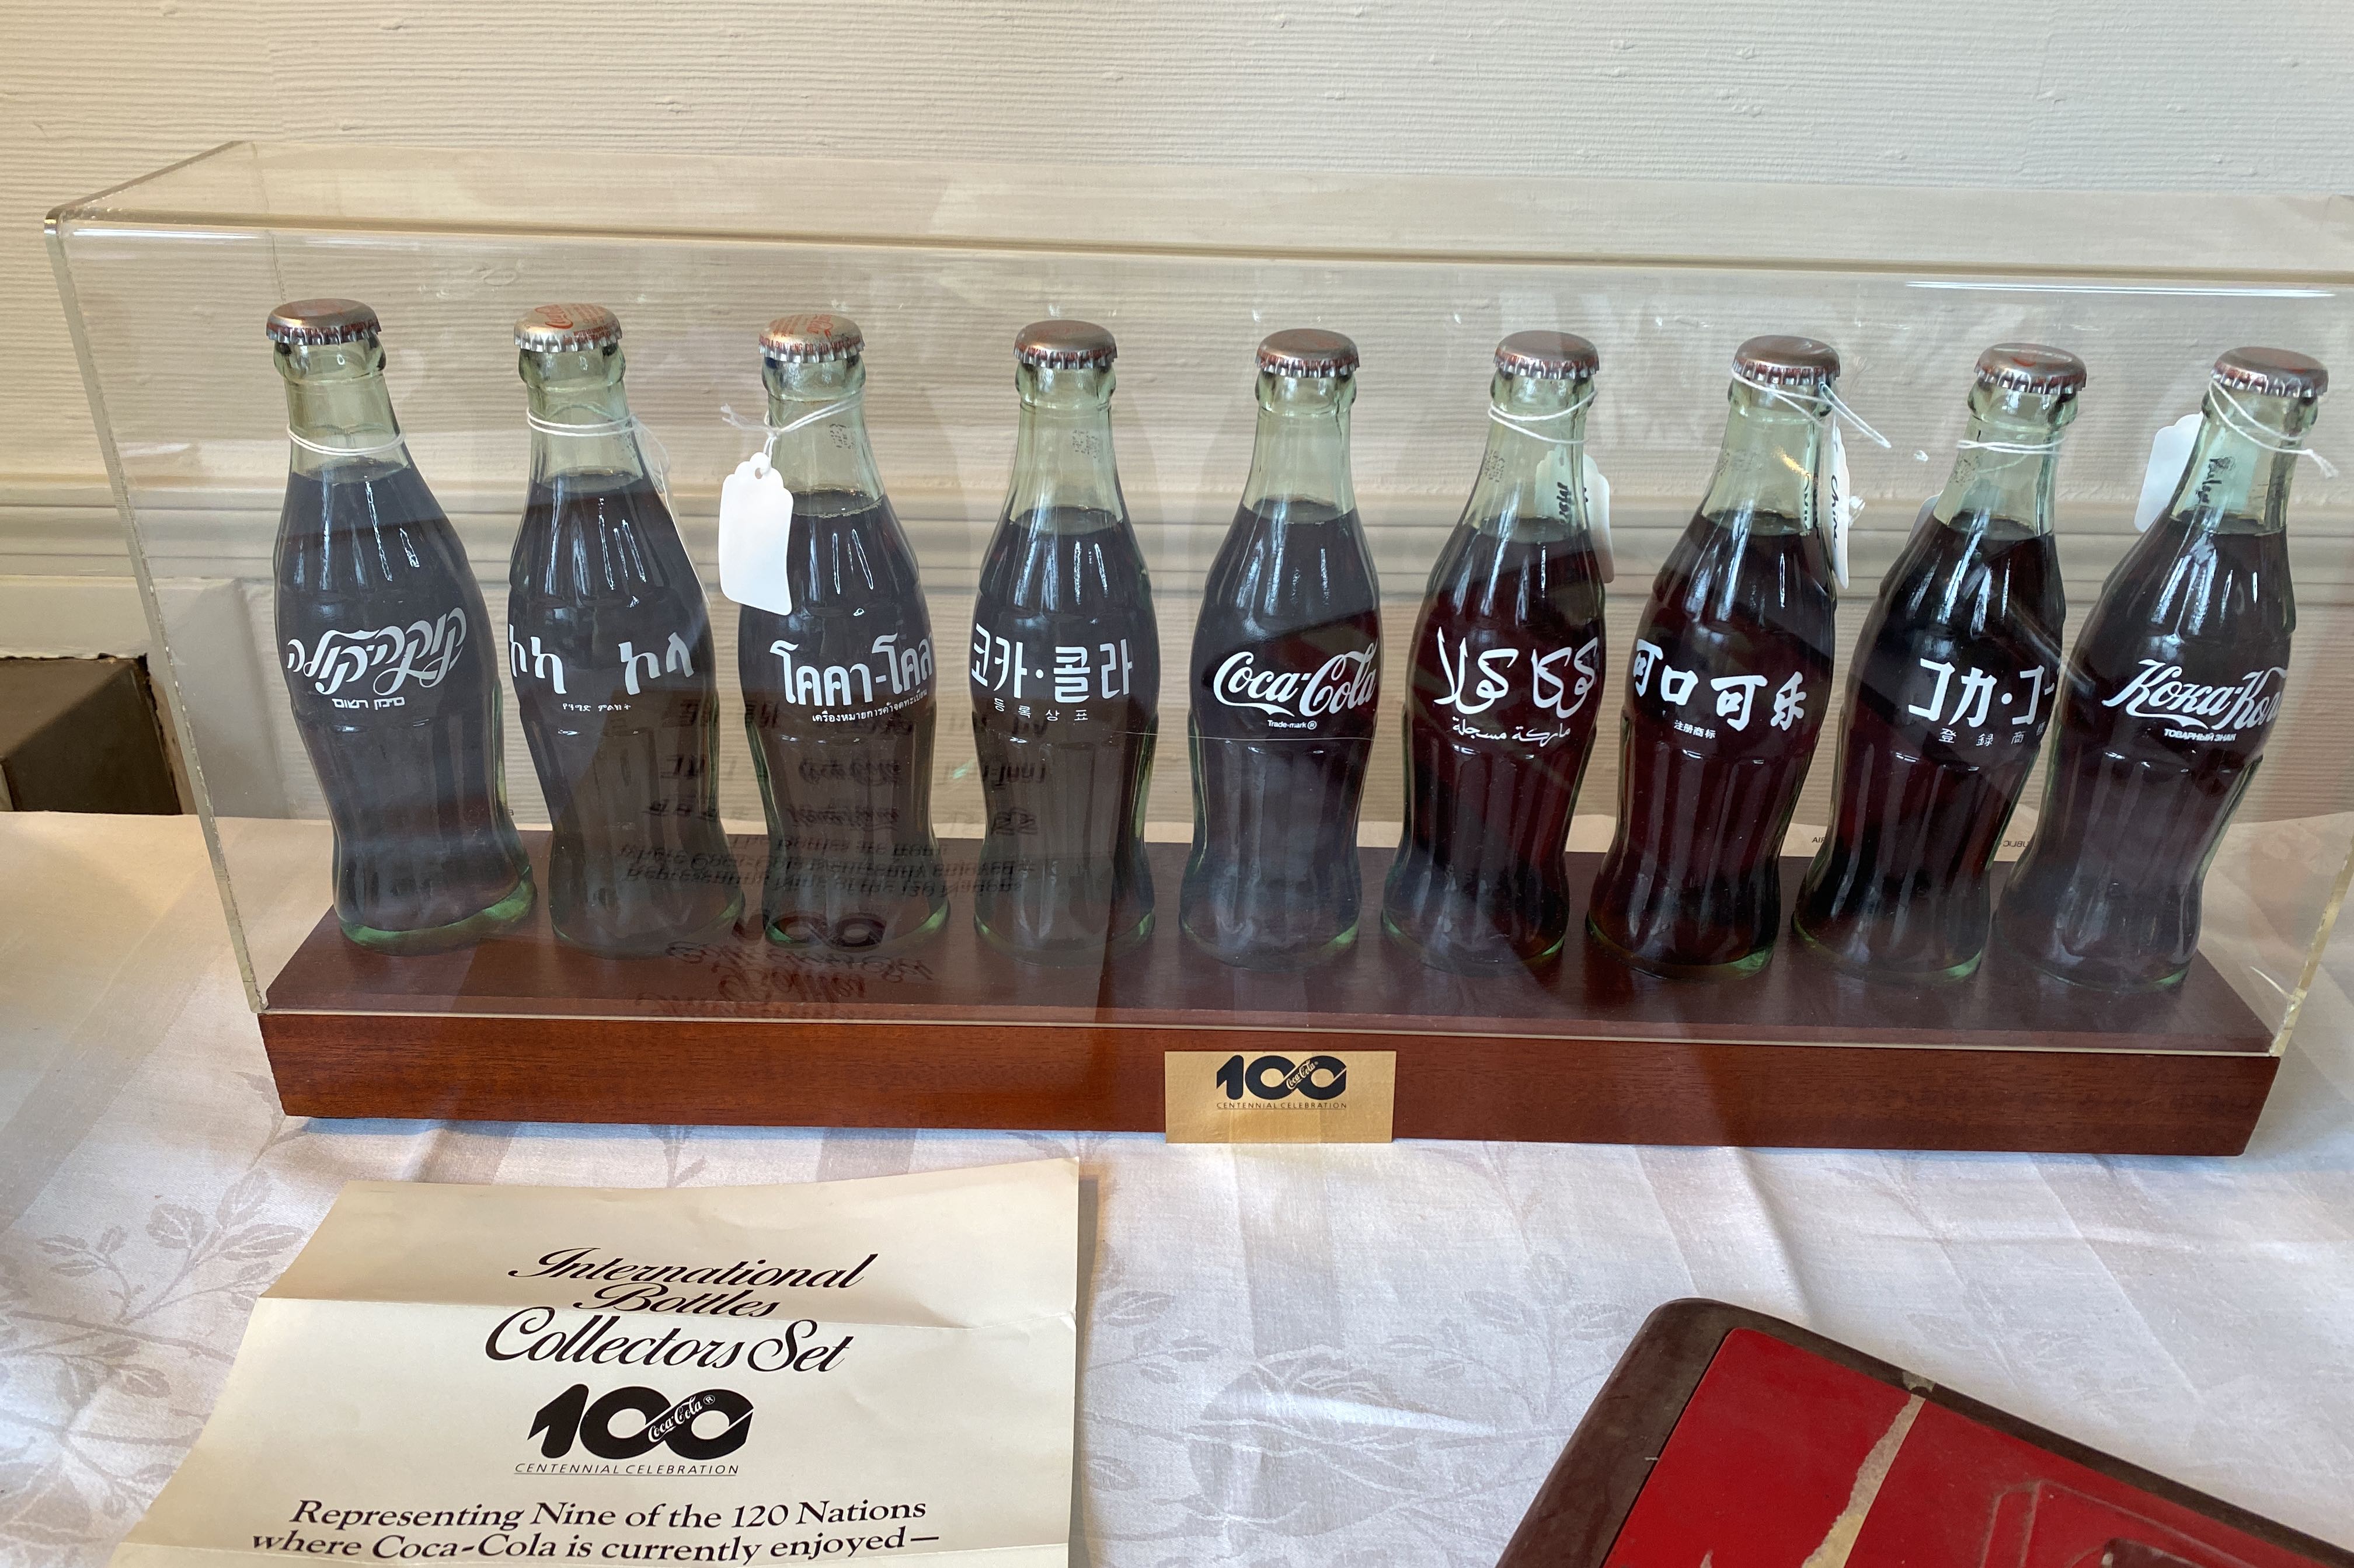 קוקה־קולה
סימן רשום
ካ ኮላ
የንግድ ምልክት
โคคา-โคล
เครื่องหมายการค้าจดทะเบียน
코카·콜라
등록상표
Coca-Cola
Trade-mark ®
كوكا كولا
ماركة مسجلة
可口可乐
注册商标
コカ·コー
登録商
Кока-Кол
ТОВАРНЫЙ ЗНАК
China
100
Coca-Cola
CENTENNIAL CELEBRATION
International
Bottles
Collectors Set
100
Coca-Cola ®
CENTENNIAL CELEBRATION
Representing Nine of the 120 Nations
where Coca-Cola is currently enjoyed—